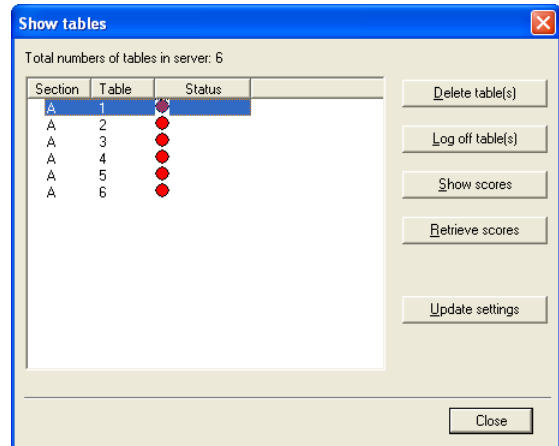 Show tables
Total numbers of tables in server: 6
Section Table Status
A 1
A 2
A 3
A 4
A 5
A 6
Delete table(s)
Log off table(s)
Show scores
Retrieve scores
Update settings
Close